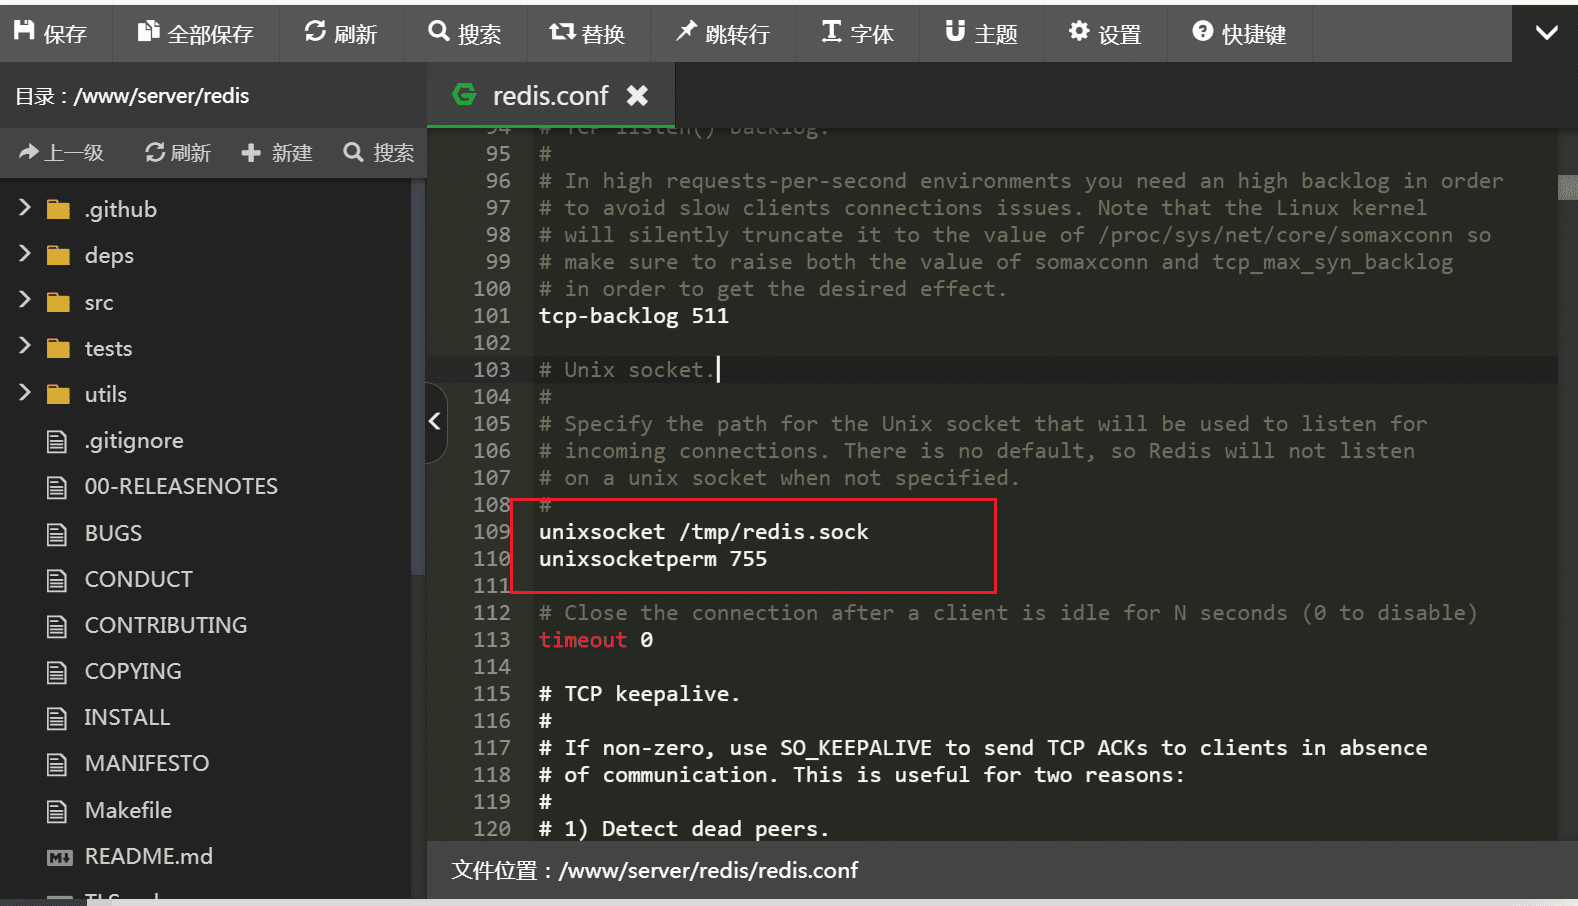 保存 全部保存 刷新 搜索 替换 跳转行 字体 主题 设置 快捷键
目录 : /www/server/redis
redis.conf
上一级 刷新 新建 搜索
.github
deps
src
tests
utils
.gitignore
00-RELEASENOTES
BUGS
CONDUCT
CONTRIBUTING
COPYING
INSTALL
MANIFESTO
Makefile
README.md
94 # TCP listen() backlog.
95 #
96 # In high requests-per-second environments you need an high backlog in order
97 # to avoid slow clients connections issues. Note that the Linux kernel
98 # will silently truncate it to the value of /proc/sys/net/core/somaxconn so
99 # make sure to raise both the value of somaxconn and tcp_max_syn_backlog
100 # in order to get the desired effect.
101 tcp-backlog 511
102
103 # Unix socket.
104 #
105 # Specify the path for the Unix socket that will be used to listen for
106 # incoming connections. There is no default, so Redis will not listen
107 # on a unix socket when not specified.
108 #
109 unixsocket /tmp/redis.sock
110 unixsocketperm 755
111
112 # Close the connection after a client is idle for N seconds (0 to disable)
113 timeout 0
114
115 # TCP keepalive.
116 #
117 # If non-zero, use SO_KEEPALIVE to send TCP ACKs to clients in absence
118 # of communication. This is useful for two reasons:
119 #
120 # 1) Detect dead peers.
文件位置 : /www/server/redis/redis.conf